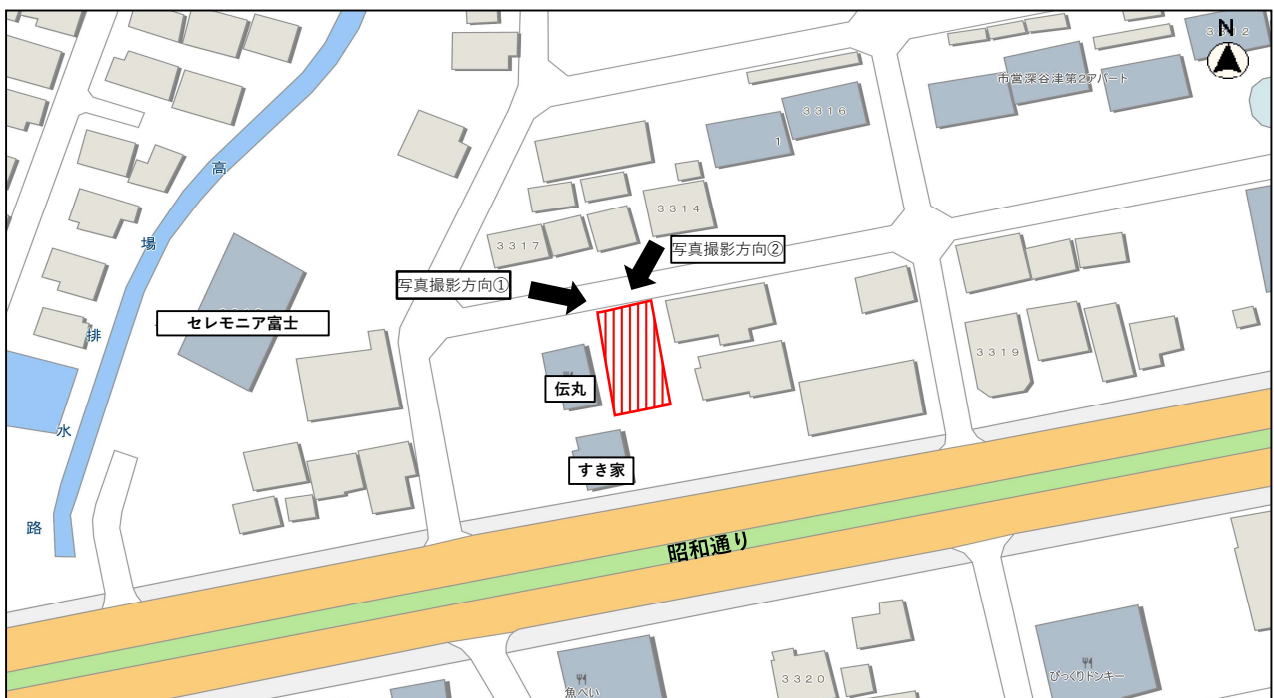 N
3302
市営深谷津第2アパート
3316
1
高
3314
3317
場
写真撮影方向②
写真撮影方向①
セレモニア富士
排
3319
伝丸
水
すき家
路
昭和通り
3320
魚べい
びっくりドンキー